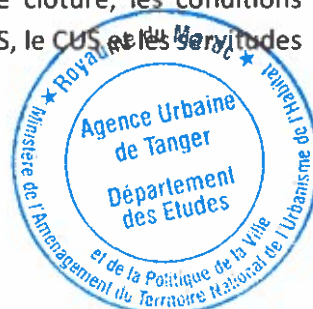 e clôture, les conditions
S, le CUS et les servitudes
Royaume du Maroc
Ministère de l'Aménagement du Territoire National de l'Urbanisme de l'Habitat
et de la Politique de la Ville
Agence Urbaine
de Tanger
Département
des Etudes